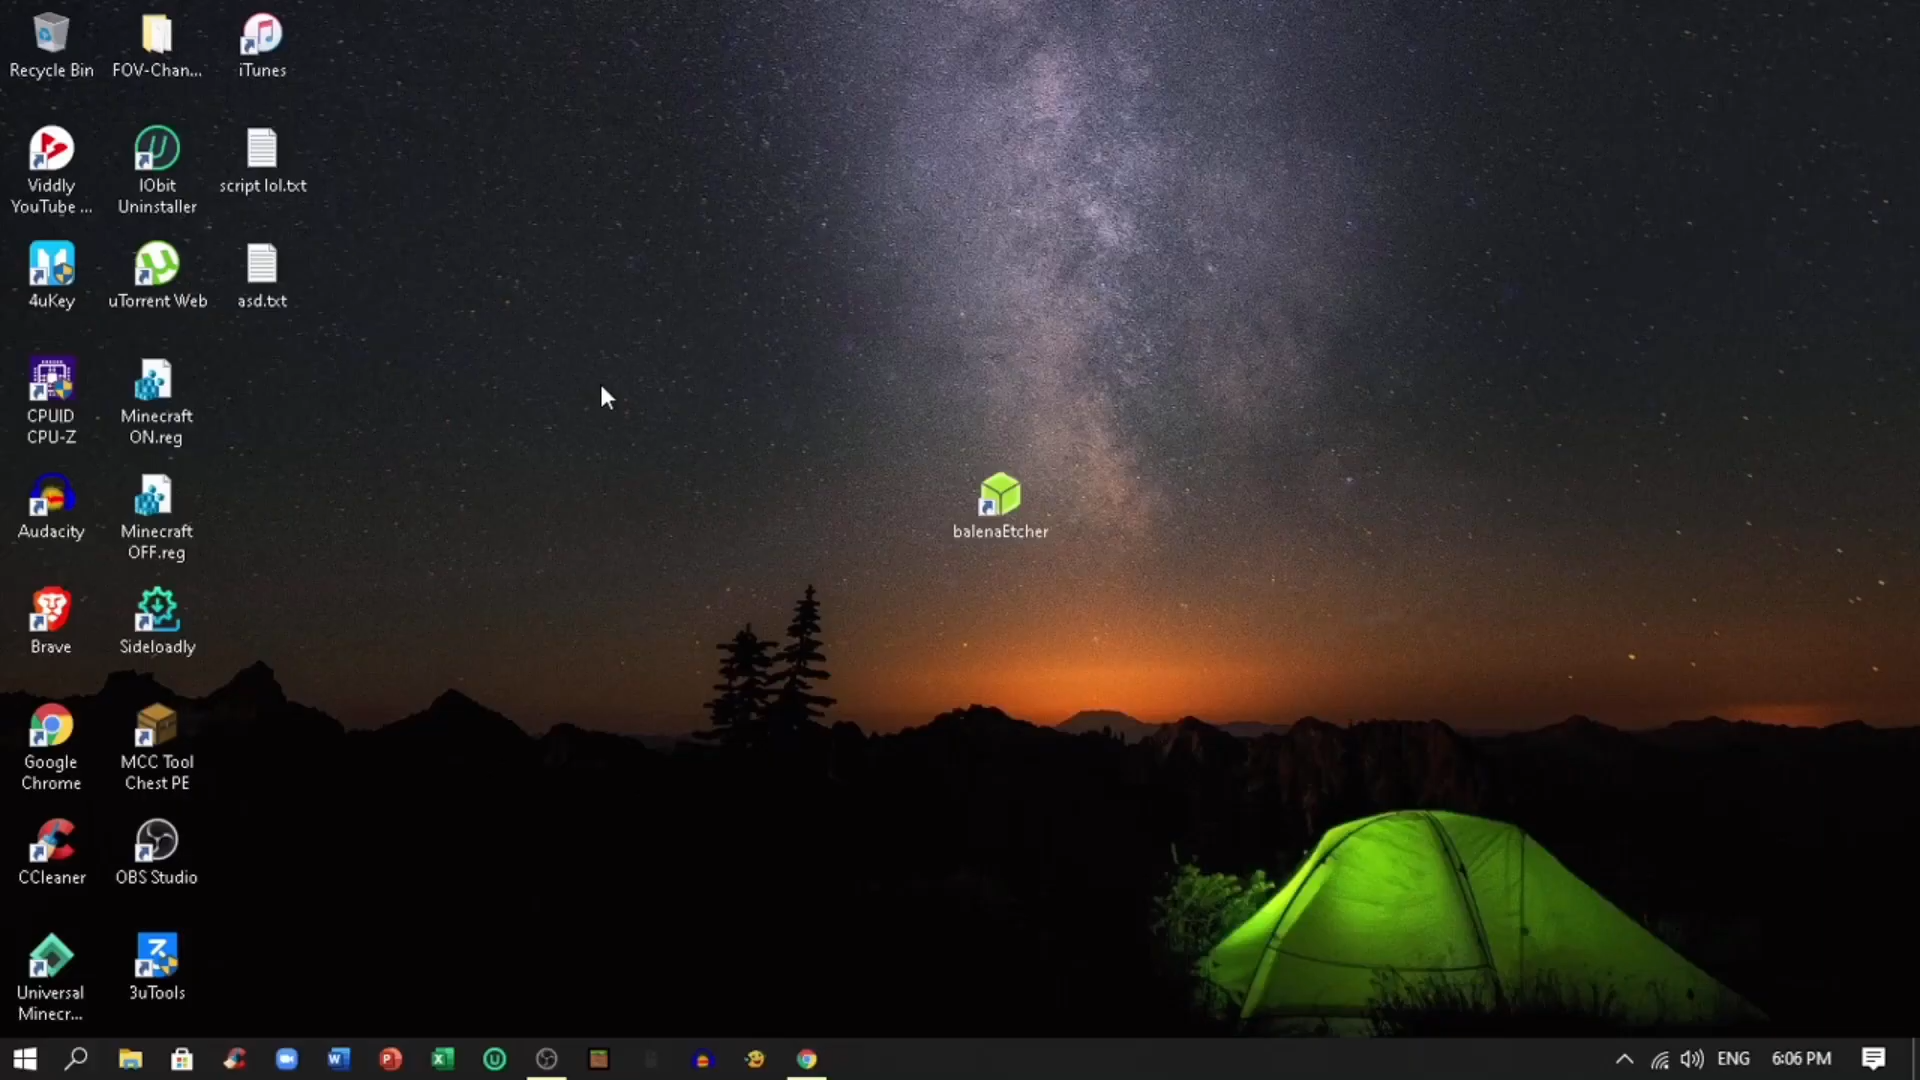 Recycle Bin
FOV-Chan...
iTunes
Viddly
YouTube ...
IObit
Uninstaller
script lol.txt
4uKey
uTorrent Web
asd.txt
CPUID
CPU-Z
Minecraft
ON.reg
Audacity
Minecraft
OFF.reg
balenaEtcher
Brave
Sideloadly
Google
Chrome
MCC Tool
Chest PE
CCleaner
OBS Studio
Universal
Minecr...
3uTools
ENG
6:06 PM